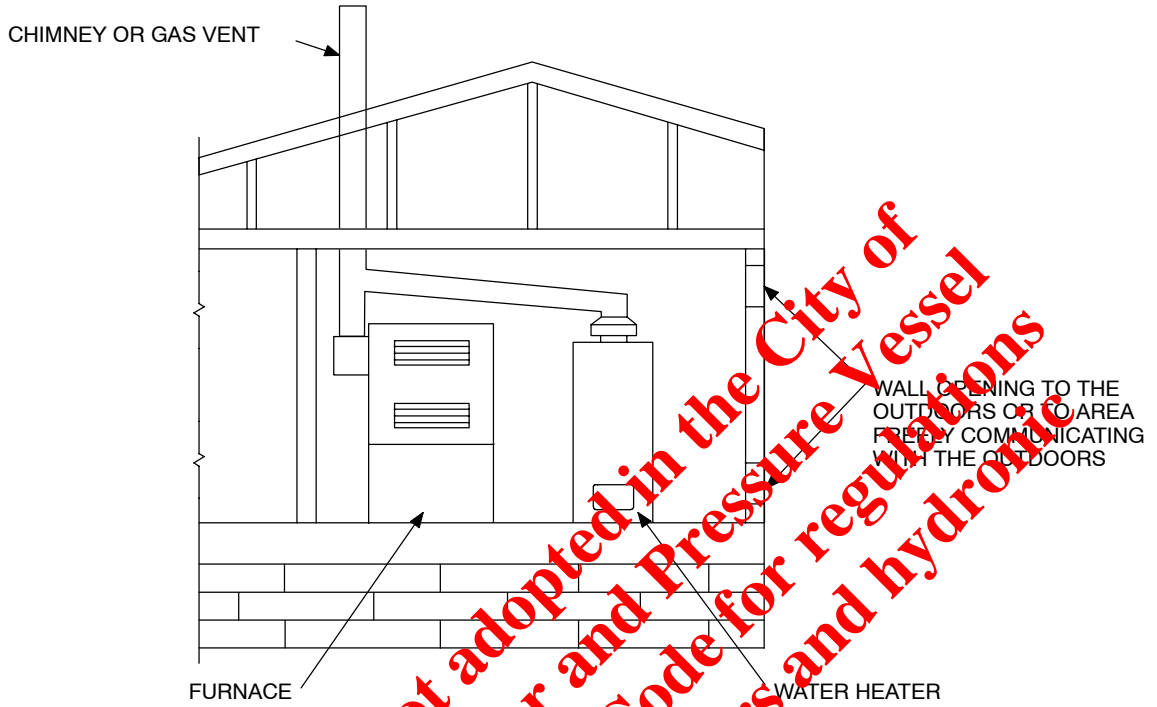 CHIMNEY OR GAS VENT
WALL OPENING TO THE
OUTDOORS OR TO AREA
FREELY COMMUNICATING
WITH THE OUTDOORS
FURNACE
WATER HEATER
adopted in the City of
and Pressure Vessel
Code for regulations
and hydronic